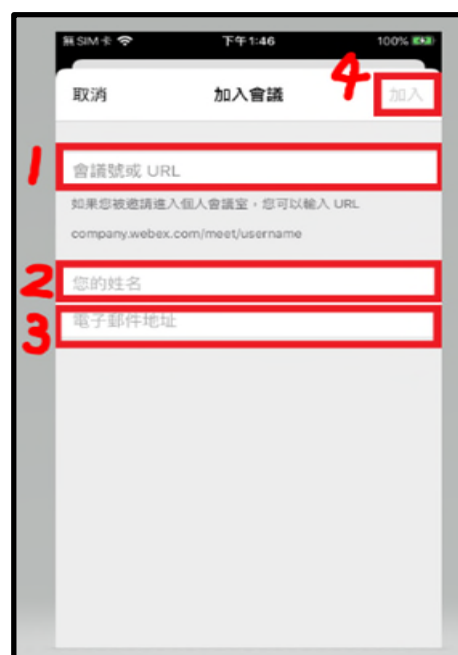 無 SIM 卡 下午1:46 100%
4
取消 加入會議 加入
1
會議號或 URL
如果您被邀請進入個人會議室，您可以輸入 URL
company.webex.com/meet/username
2
您的姓名
3
電子郵件地址